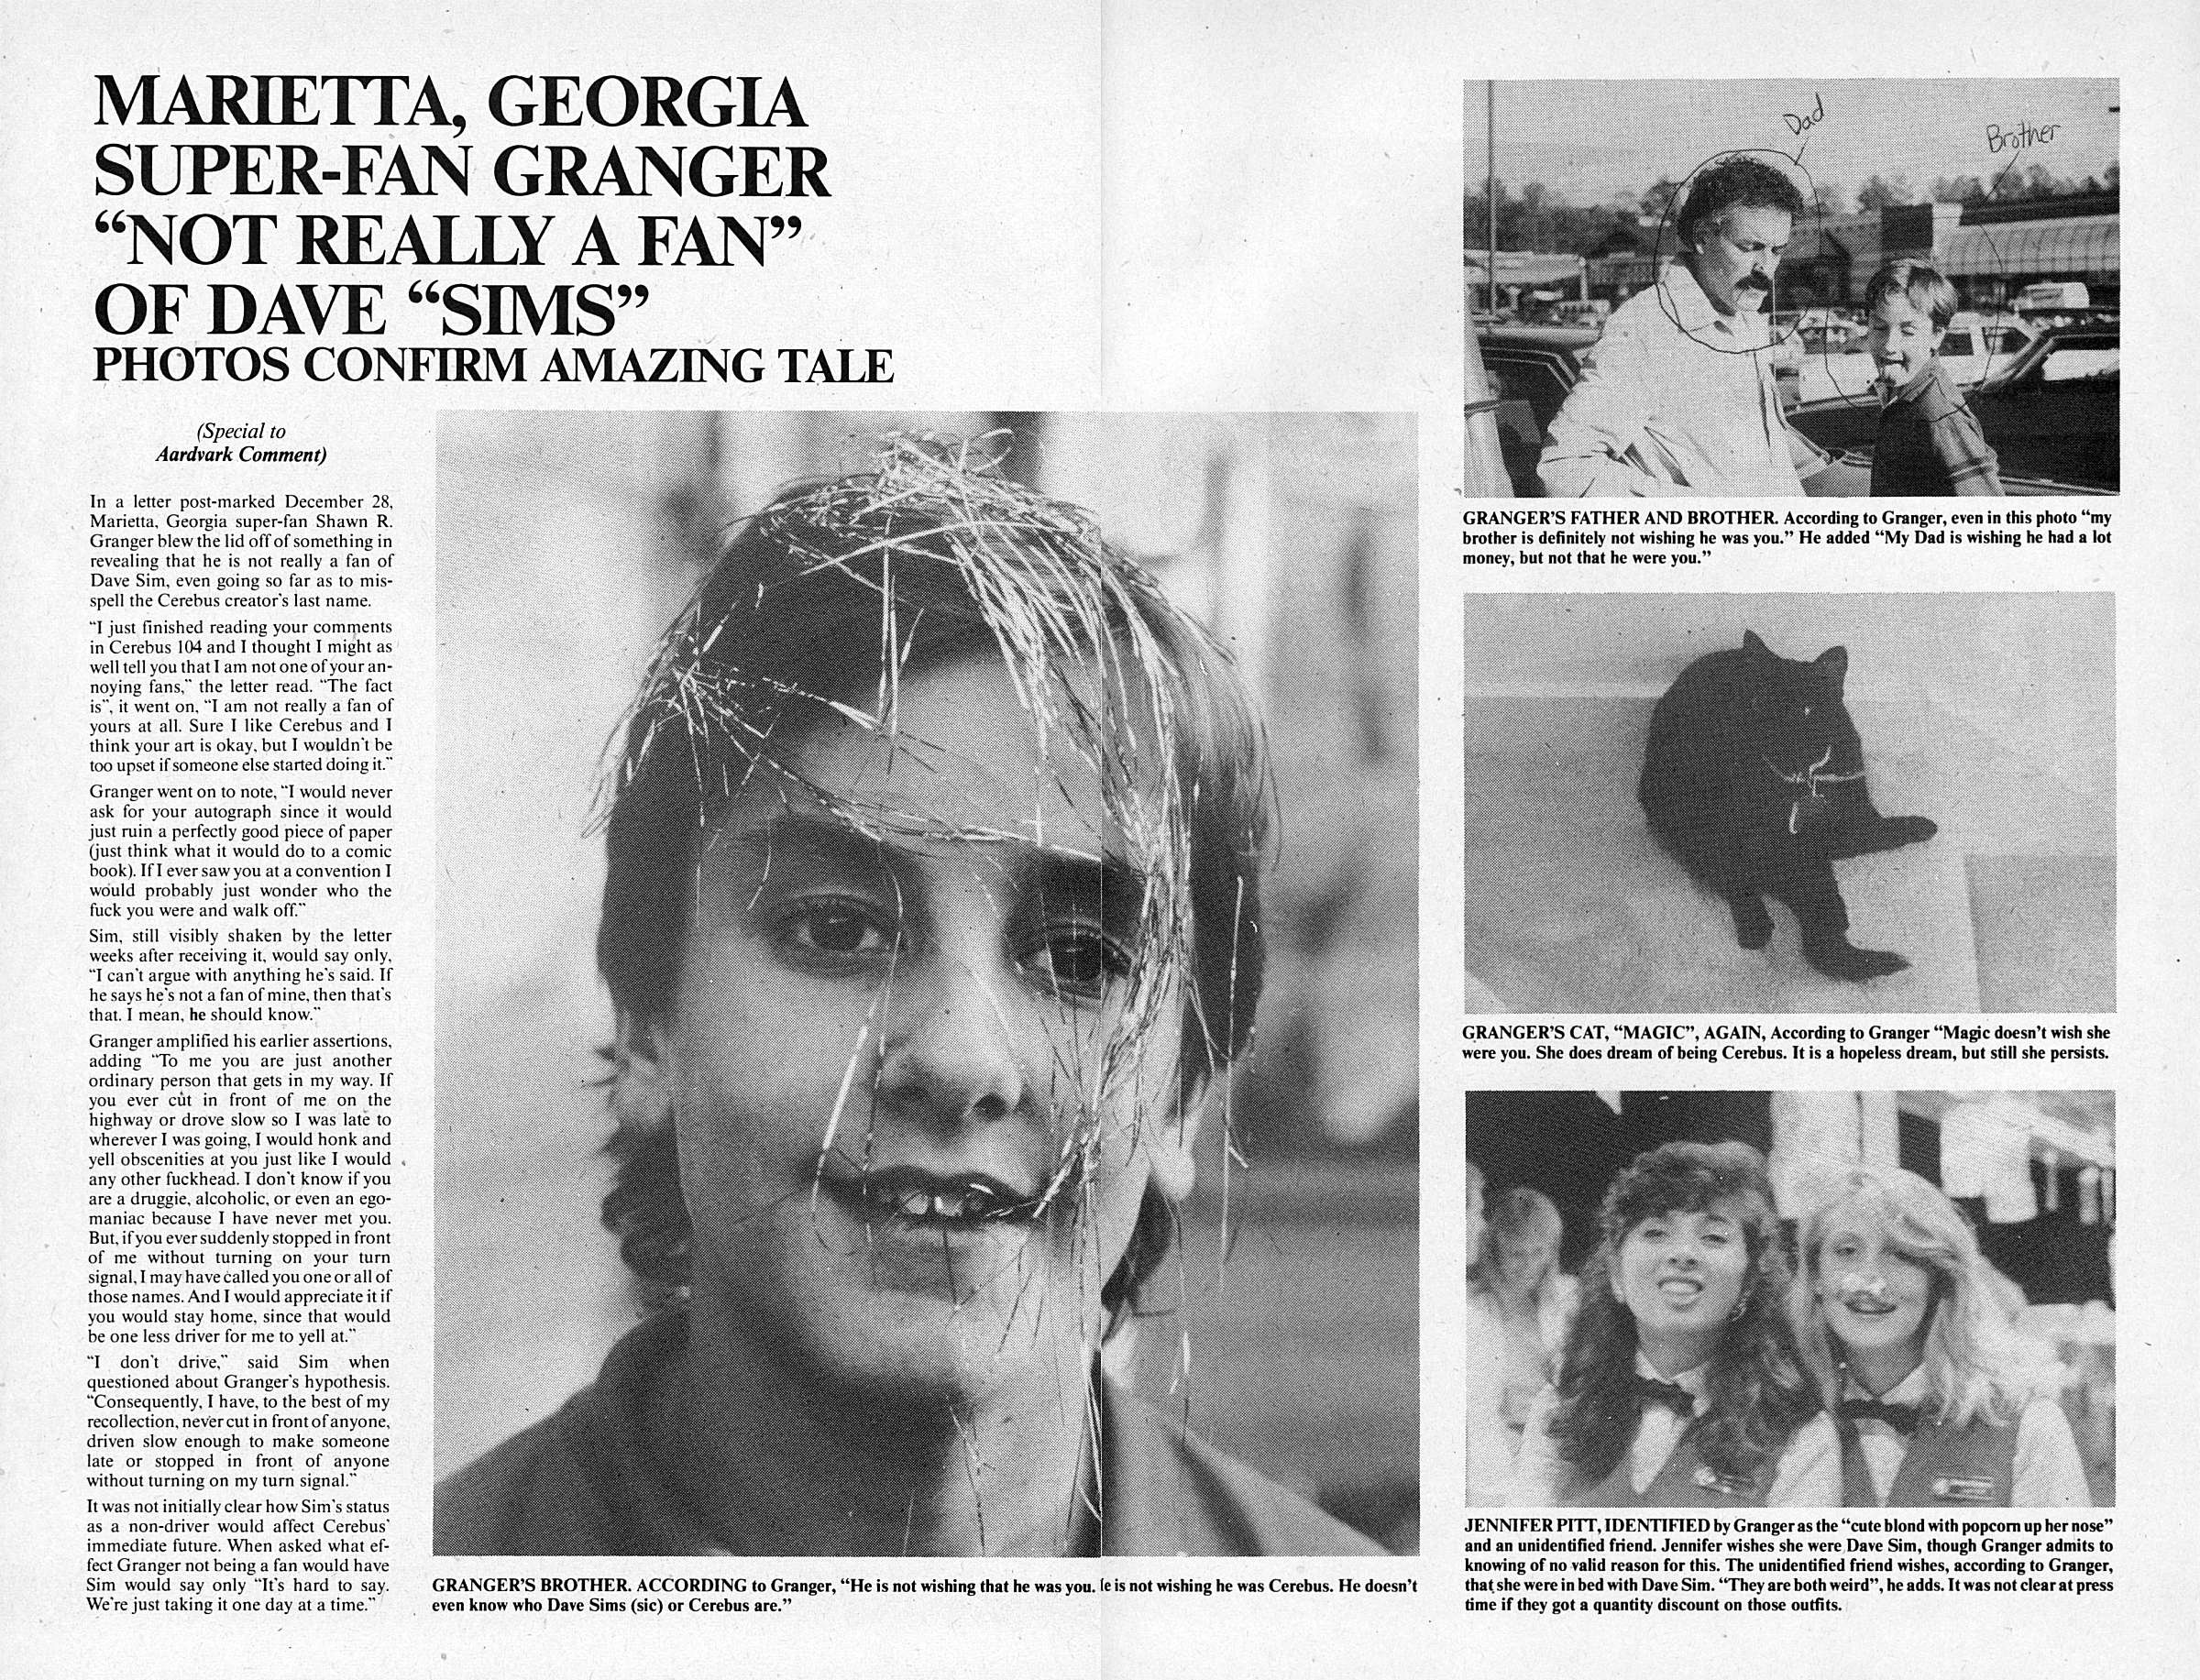 MARIETTA, GEORGIA
SUPER-FAN GRANGER
“NOT REALLY A FAN”
OF DAVE “SIMS”
PHOTOS CONFIRM AMAZING TALE
(Special to
Aardvark Comment)
In a letter post-marked December 28,
Marietta, Georgia super-fan Shawn R.
Granger blew the lid off of something in
revealing that he is not really a fan of
Dave Sim, even going so far as to mis-
spell the Cerebus creator's last name.
“I just finished reading your comments
in Cerebus 104 and I thought I might as
well tell you that I am not one of your an-
noying fans,” the letter read. “The fact
is”, it went on, “I am not really a fan of
yours at all. Sure I like Cerebus and I
think your art is okay, but I wouldn't be
too upset if someone else started doing it.”
Granger went on to note, “I would never
ask for your autograph since it would
just ruin a perfectly good piece of paper
(just think what it would do to a comic
book). If I ever saw you at a convention I
would probably just wonder who the
fuck you were and walk off.”
Sim, still visibly shaken by the letter
weeks after receiving it, would say only,
“I can't argue with anything he's said. If
he says he's not a fan of mine, then that's
that. I mean, he should know.”
Granger amplified his earlier assertions,
adding “To me you are just another
ordinary person that gets in my way. If
you ever cut in front of me on the
highway or drove slow so I was late to
wherever I was going, I would honk and
yell obscenities at you just like I would
any other fuckhead. I don't know if you
are a druggie, alcoholic, or even an ego-
maniac because I have never met you.
But, if you ever suddenly stopped in front
of me without turning on your turn
signal, I may have called you one or all of
those names. And I would appreciate it if
you would stay home, since that would
be one less driver for me to yell at.”
“I don't drive,” said Sim when
questioned about Granger's hypothesis.
“Consequently, I have, to the best of my
recollection, never cut in front of anyone,
driven slow enough to make someone
late or stopped in front of anyone
without turning on my turn signal.”
It was not initially clear how Sim's status
as a non-driver would affect Cerebus'
immediate future. When asked what ef-
fect Granger not being a fan would have
Sim would say only “It's hard to say.
We're just taking it one day at a time.”
GRANGER'S BROTHER. ACCORDING to Granger, “He is not wishing that he was you. le is not wishing he was Cerebus. He doesn't
even know who Dave Sims (sic) or Cerebus are.”
Dad
Brother
GRANGER'S FATHER AND BROTHER. According to Granger, even in this photo “my
brother is definitely not wishing he was you.” He added “My Dad is wishing he had a lot
money, but not that he were you.”
GRANGER'S CAT, “MAGIC”, AGAIN, According to Granger “Magic doesn't wish she
were you. She does dream of being Cerebus. It is a hopeless dream, but still she persists.
JENNIFER PITT, IDENTIFIED by Granger as the “cute blond with popcorn up her nose”
and an unidentified friend. Jennifer wishes she were Dave Sim, though Granger admits to
knowing of no valid reason for this. The unidentified friend wishes, according to Granger,
that she were in bed with Dave Sim. “They are both weird”, he adds. It was not clear at press
time if they got a quantity discount on those outfits.